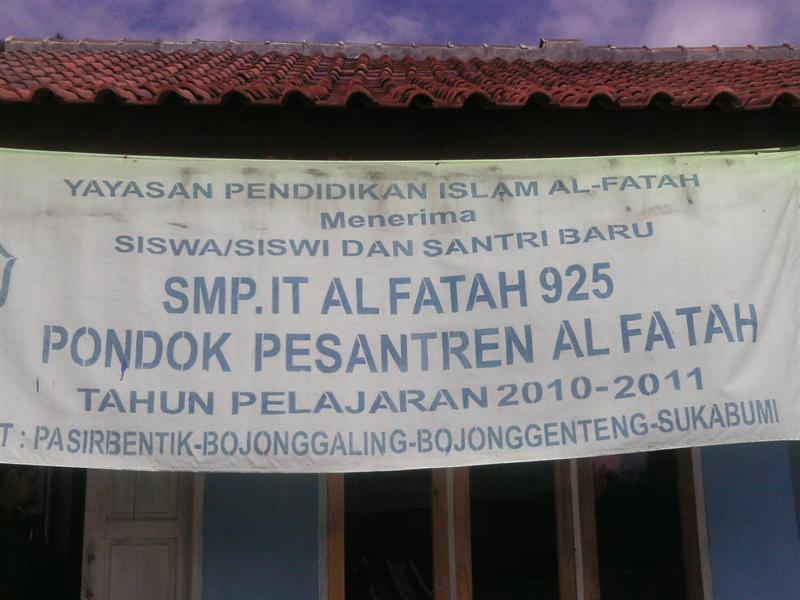 YAYASAN PENDIDIKAN ISLAM AL-FATAH
Menerima
SISWA/SISWI DAN SANTRI BARU
SMP.IT AL FATAH 925
PONDOK PESANTREN AL FATAH
TAHUN PELAJARAN 2010-2011
T : PASIRBENTIK-BOJONGGALING-BOJONGGENTENG-SUKABUMI